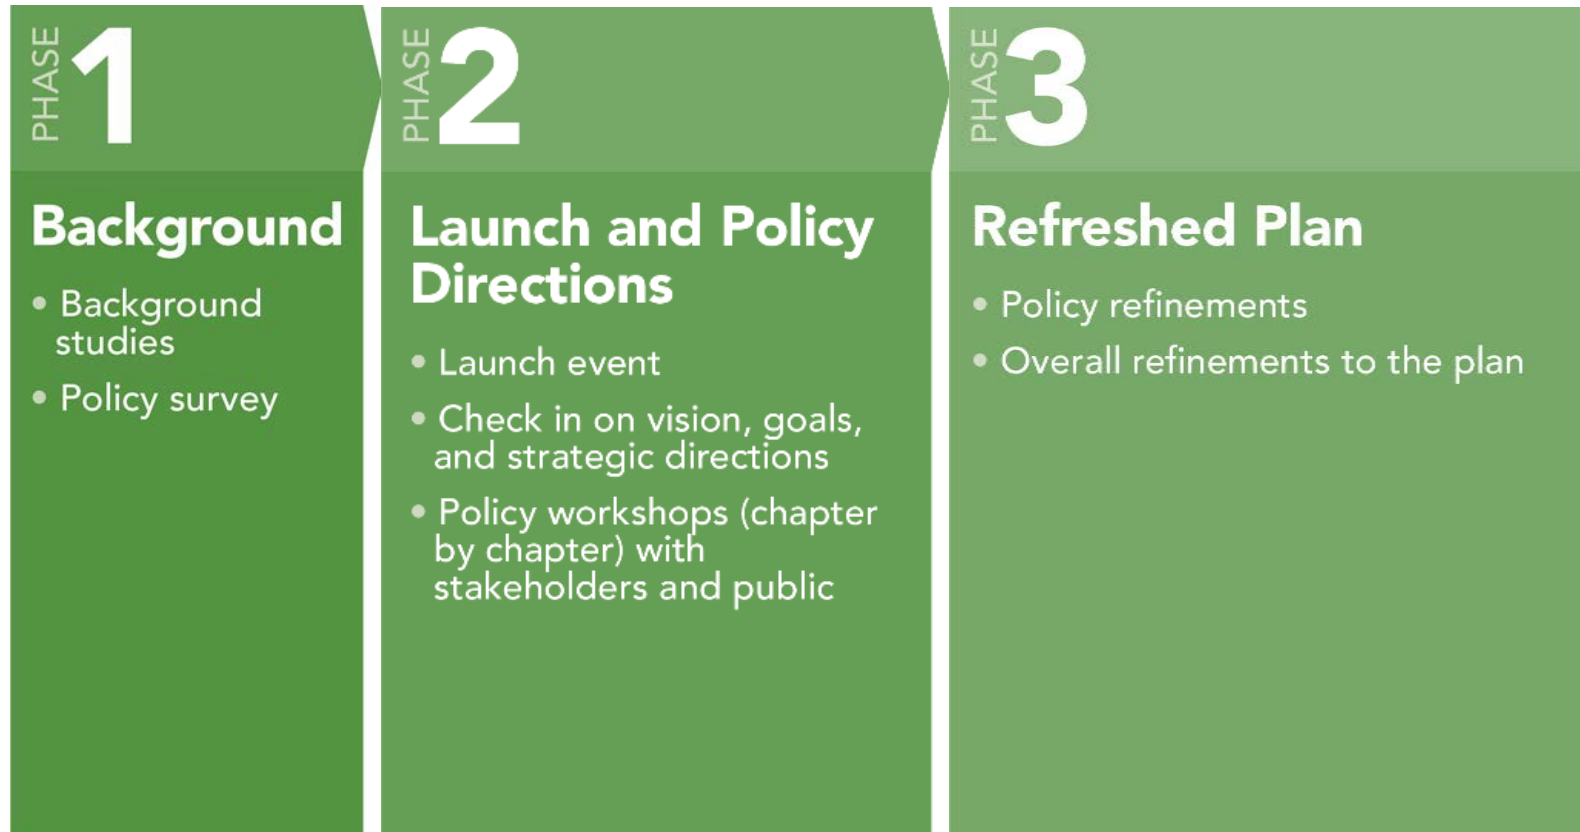 PHASE 1
Background
• Background
studies
• Policy survey
PHASE 2
Launch and Policy
Directions
• Launch event
• Check in on vision, goals,
and strategic directions
• Policy workshops (chapter
by chapter) with
stakeholders and public
PHASE 3
Refreshed Plan
• Policy refinements
• Overall refinements to the plan